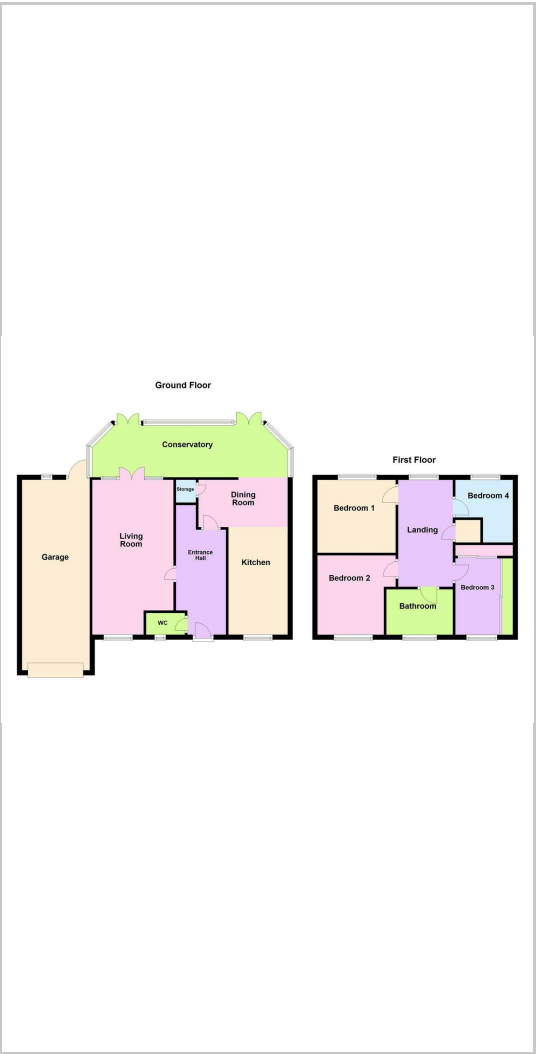 Ground Floor
Conservatory
Storage
Dining
Room
Living
Room
Entrance
Hall
Garage
Kitchen
WC
First Floor
Bedroom 1
Bedroom 4
Landing
Bedroom 2
Bedroom 3
Bathroom